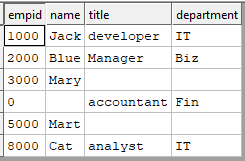 empid name title department
1000 Jack developer IT
2000 Blue Manager Biz
3000 Mary
0 accountant Fin
5000 Mart
8000 Cat analyst IT